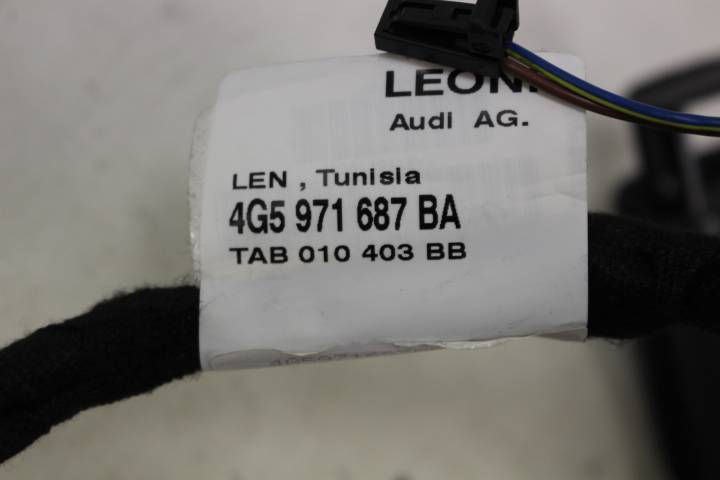 LEONI
Audi AG.
LEN , Tunisia
4G5 971 687 BA
TAB 010 403 BB